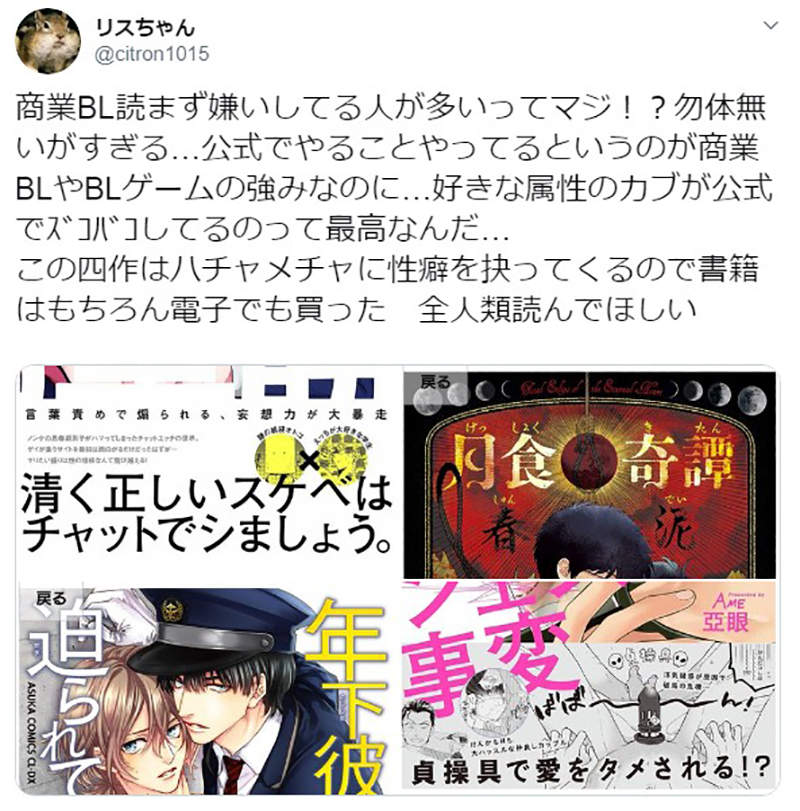 リスちゃん
@citron1015
商業BL読まず嫌いしてる人が多いってマジ！？勿体無
いがすぎる…公式でやることやってるというのが商業
BLやBLゲームの強みなのに…好きな属性のカプが公式
でｽﾞｺﾊﾞｺしてるのって最高なんだ…
この四作はハチャメチャに性癖を抉ってくるので書籍
はもちろん電子でも買った　全人類読んでほしい
言葉責めで煽られる、妄想力が大暴走
清く正しいスケベは
チャットでシましょう。
戻る
月食奇譚
げっしょくきたん
春泥
しゅんでい
戻る
迫られて
年下彼
ASUKA COMICS CL-DX
事変
Presented by
AME
亞眼
ばばーーん!
貞操具で愛をタメされる!?